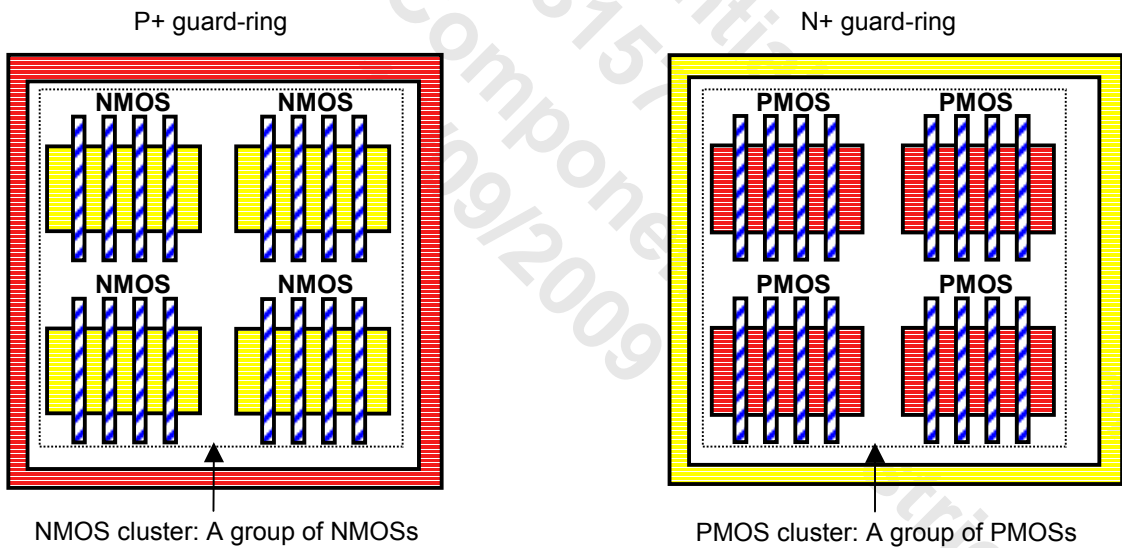 P+ guard-ring
N+ guard-ring
NMOS NMOS
PMOS PMOS
NMOS NMOS
PMOS PMOS
NMOS cluster: A group of NMOSs
PMOS cluster: A group of PMOSs